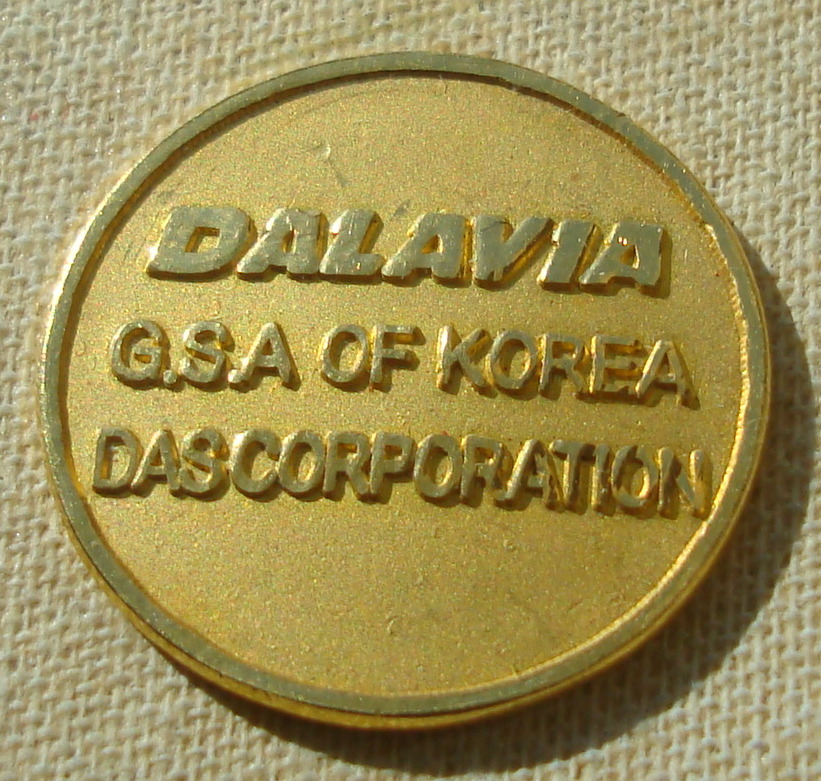 DALAVIA
G.S.A OF KOREA
DAS CORPORATION